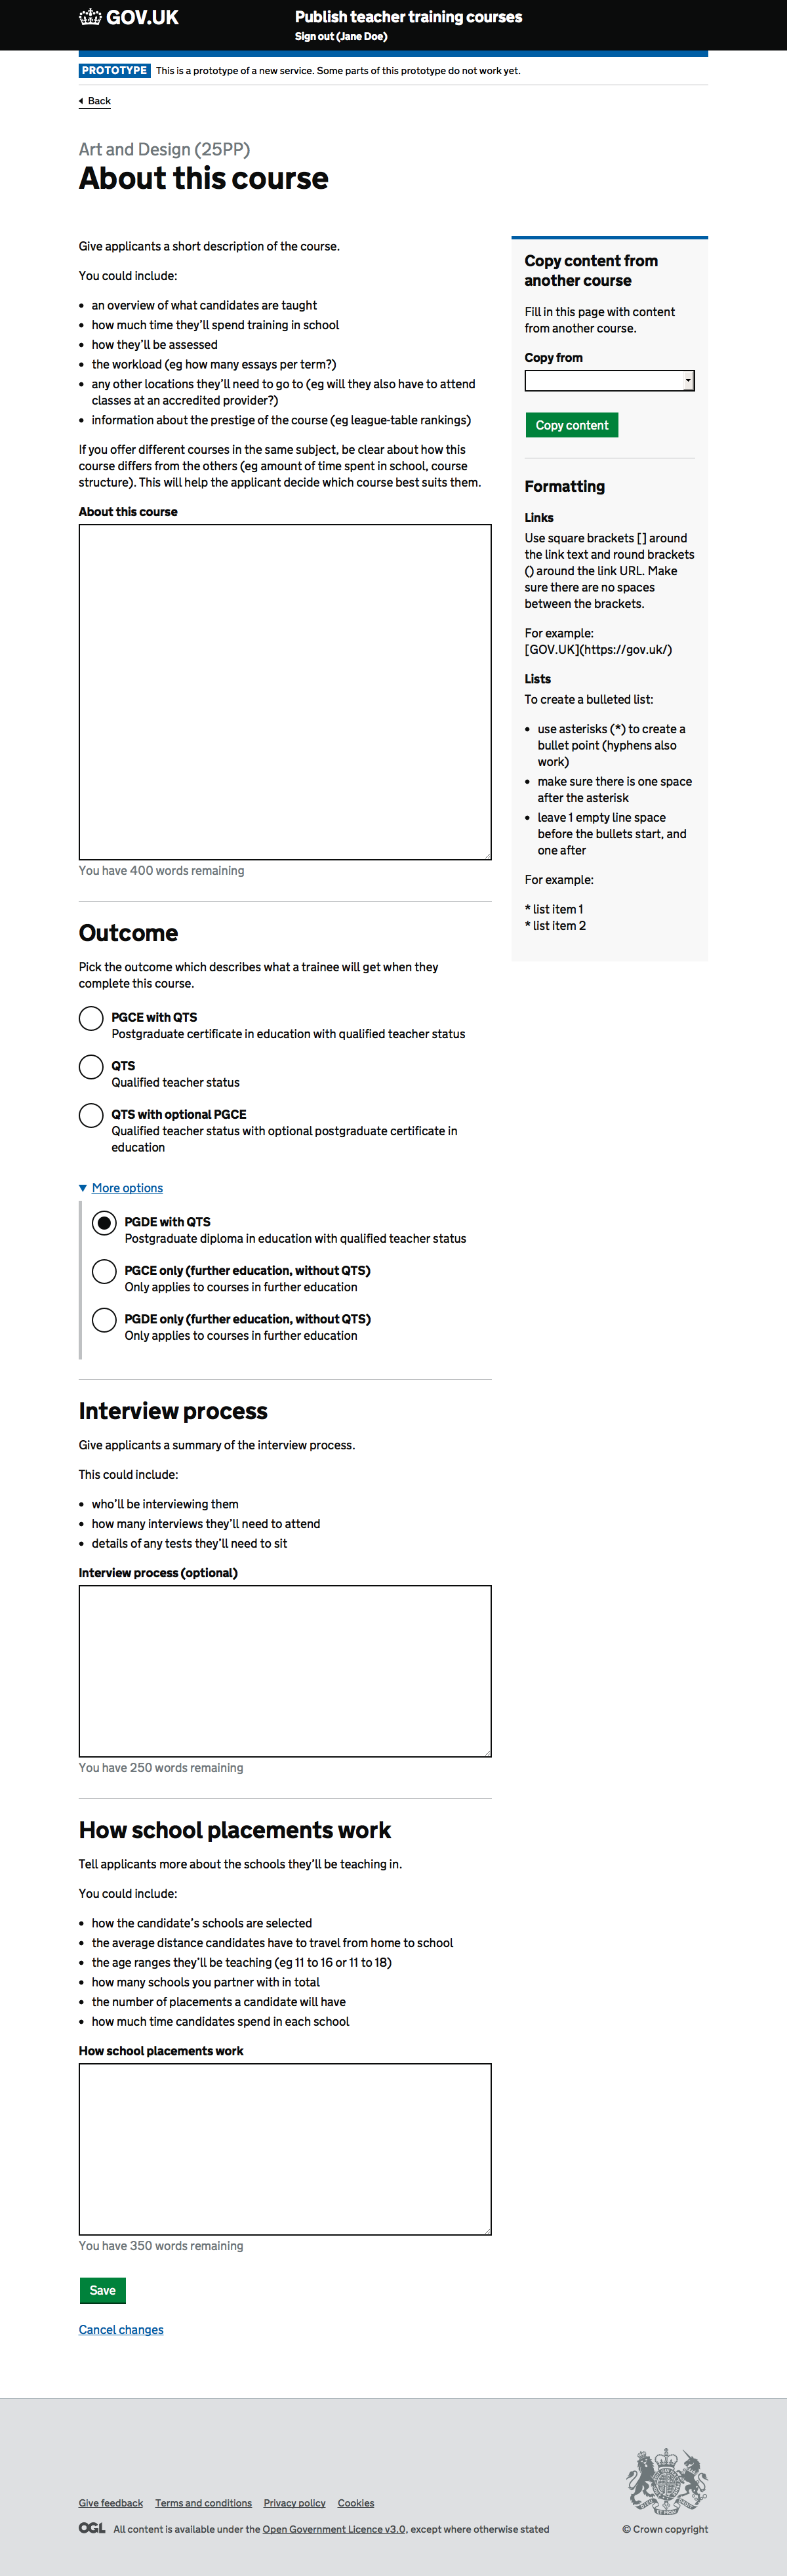 GOV.UK
Publish teacher training courses
Sign out (Jane Doe)
PROTOTYPE This is a prototype of a new service. Some parts of this prototype do not work yet.
Back
Art and Design (25PP)
About this course
Give applicants a short description of the course.
You could include:
• an overview of what candidates are taught
• how much time they’ll spend training in school
• how they’ll be assessed
• the workload (eg how many essays per term?)
• any other locations they’ll need to go to (eg will they also have to attend
classes at an accredited provider?)
• information about the prestige of the course (eg league-table rankings)
If you offer different courses in the same subject, be clear about how this
course differs from the others (eg amount of time spent in school, course
structure). This will help the applicant decide which course best suits them.
About this course
You have 400 words remaining
Outcome
Pick the outcome which describes what a trainee will get when they
complete this course.
PGCE with QTS
Postgraduate certificate in education with qualified teacher status
QTS
Qualified teacher status
QTS with optional PGCE
Qualified teacher status with optional postgraduate certificate in
education
More options
PGDE with QTS
Postgraduate diploma in education with qualified teacher status
PGCE only (further education, without QTS)
Only applies to courses in further education
PGDE only (further education, without QTS)
Only applies to courses in further education
Interview process
Give applicants a summary of the interview process.
This could include:
• who’ll be interviewing them
• how many interviews they’ll need to attend
• details of any tests they’ll need to sit
Interview process (optional)
You have 250 words remaining
How school placements work
Tell applicants more about the schools they’ll be teaching in.
You could include:
• how the candidate’s schools are selected
• the average distance candidates have to travel from home to school
• the age ranges they’ll be teaching (eg 11 to 16 or 11 to 18)
• how many schools you partner with in total
• the number of placements a candidate will have
• how much time candidates spend in each school
How school placements work
You have 350 words remaining
Save
Cancel changes
Copy content from
another course
Fill in this page with content
from another course.
Copy from
Copy content
Formatting
Links
Use square brackets [] around
the link text and round brackets
() around the link URL. Make
sure there are no spaces
between the brackets.
For example:
[GOV.UK](https://gov.uk/)
Lists
To create a bulleted list:
• use asterisks (*) to create a
bullet point (hyphens also
work)
• make sure there is one space
after the asterisk
• leave 1 empty line space
before the bullets start, and
one after
For example:
* list item 1
* list item 2
Give feedback Terms and conditions Privacy policy Cookies
OGL All content is available under the Open Government Licence v3.0, except where otherwise stated
© Crown copyright